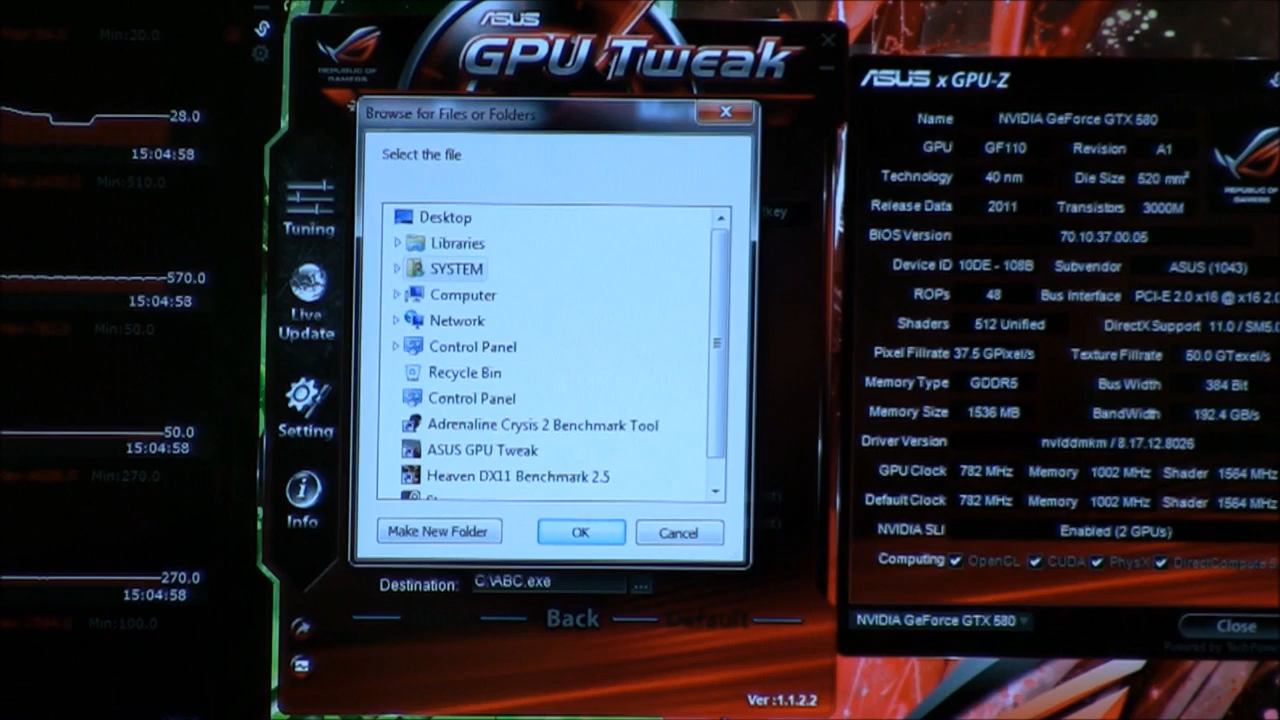 Min:20.0
28.0
15:04:58
Min:510.0
570.0
15:04:58
Min:50.0
50.0
15:04:58
Min:270.0
270.0
15:04:58
Min:100.0
REPUBLIC OF
GAMERS
ASUS
GPU Tweak
Tuning
Live
Update
Setting
Info
Browse for Files or Folders
Select the file
Desktop
Libraries
SYSTEM
Computer
Network
Control Panel
Recycle Bin
Control Panel
Adrenaline Crysis 2 Benchmark Tool
ASUS GPU Tweak
Heaven DX11 Benchmark 2.5
Make New Folder OK Cancel
Destination: C:\ABC.exe ...
Back Default
Ver :1.1.2.2
ASUS x GPU-Z
Name NVIDIA GeForce GTX 580
GPU GF110 Revision A1
Technology 40 nm Die Size 520 mm²
Release Data 2011 Transistors 3000M
REPUBLIC OF
GAMERS
BIOS Version 70.10.37.00.05
Device ID 10DE - 108B Subvendor ASUS (1043)
ROPs 48 Bus Interface PCI-E 2.0 x16 @ x16 2.0
Shaders 512 Unified DirectX Support 11.0 / SM5.0
Pixel Fillrate 37.5 GPixel/s Texture Fillrate 50.0 GTexel/s
Memory Type GDDR5 Bus Width 384 Bit
Memory Size 1536 MB BandWidth 192.4 GB/s
Driver Version nvlddmkm / 8.17.12.8026
GPU Clock 782 MHz Memory 1002 MHz Shader 1564 MHz
Default Clock 782 MHz Memory 1002 MHz Shader 1564 MHz
NVIDIA SLI Enabled (2 GPUs)
Computing OpenCL CUDA PhysX DirectCompute 5
NVIDIA GeForce GTX 580 Close